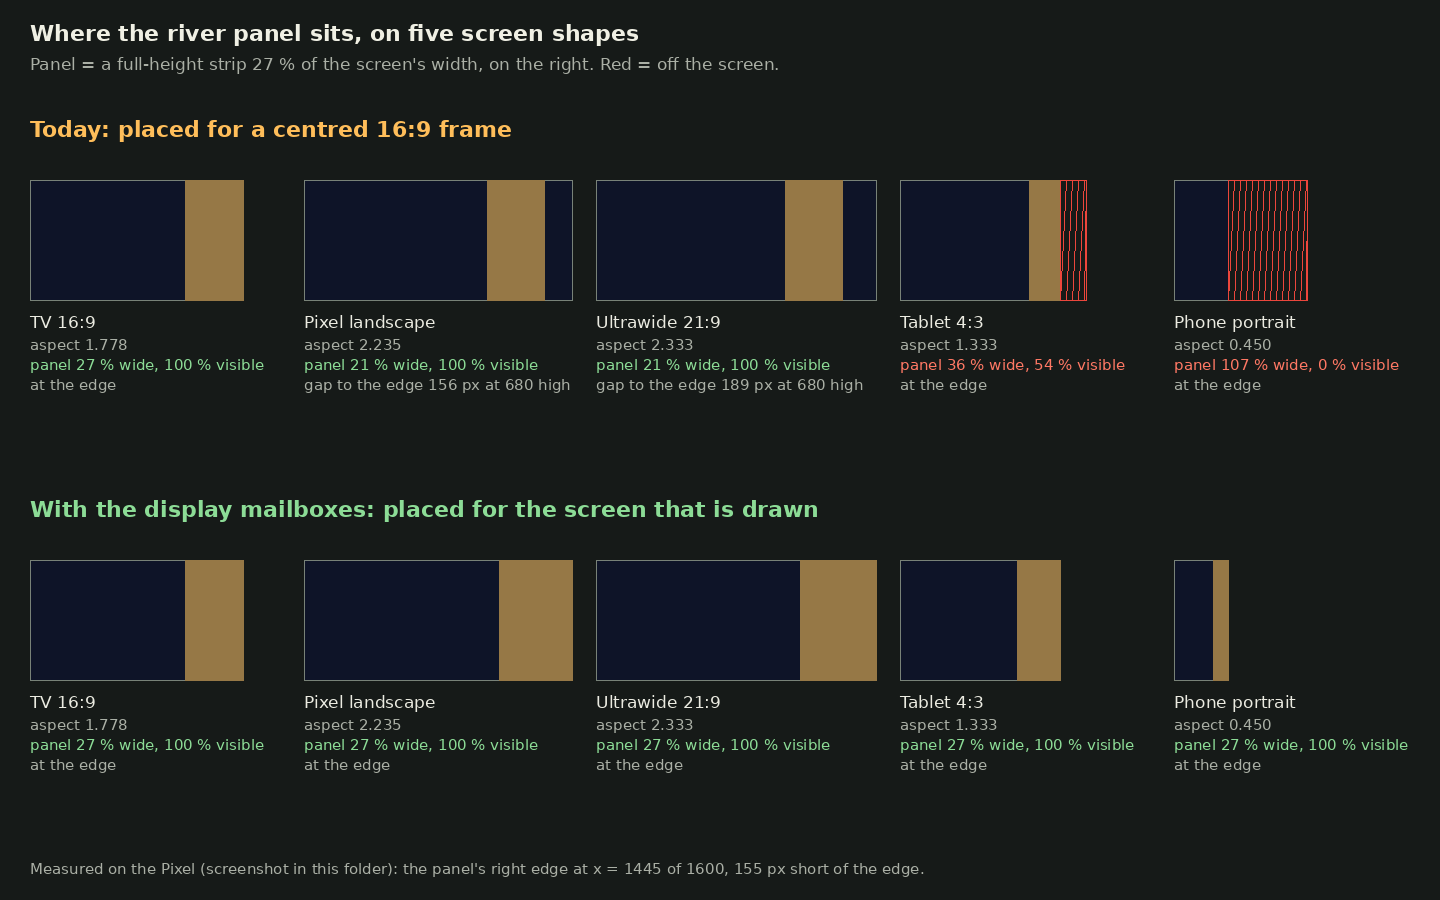 Where the river panel sits, on five screen shapes
Panel = a full-height strip 27 % of the screen's width, on the right. Red = off the screen.
Today: placed for a centred 16:9 frame
TV 16:9
aspect 1.778
panel 27 % wide, 100 % visible
at the edge
Pixel landscape
aspect 2.235
panel 21 % wide, 100 % visible
gap to the edge 156 px at 680 high
Ultrawide 21:9
aspect 2.333
panel 21 % wide, 100 % visible
gap to the edge 189 px at 680 high
Tablet 4:3
aspect 1.333
panel 36 % wide, 54 % visible
at the edge
Phone portrait
aspect 0.450
panel 107 % wide, 0 % visible
at the edge
With the display mailboxes: placed for the screen that is drawn
TV 16:9
aspect 1.778
panel 27 % wide, 100 % visible
at the edge
Pixel landscape
aspect 2.235
panel 27 % wide, 100 % visible
at the edge
Ultrawide 21:9
aspect 2.333
panel 27 % wide, 100 % visible
at the edge
Tablet 4:3
aspect 1.333
panel 27 % wide, 100 % visible
at the edge
Phone portrait
aspect 0.450
panel 27 % wide, 100 % visible
at the edge
Measured on the Pixel (screenshot in this folder): the panel's right edge at x = 1445 of 1600, 155 px short of the edge.